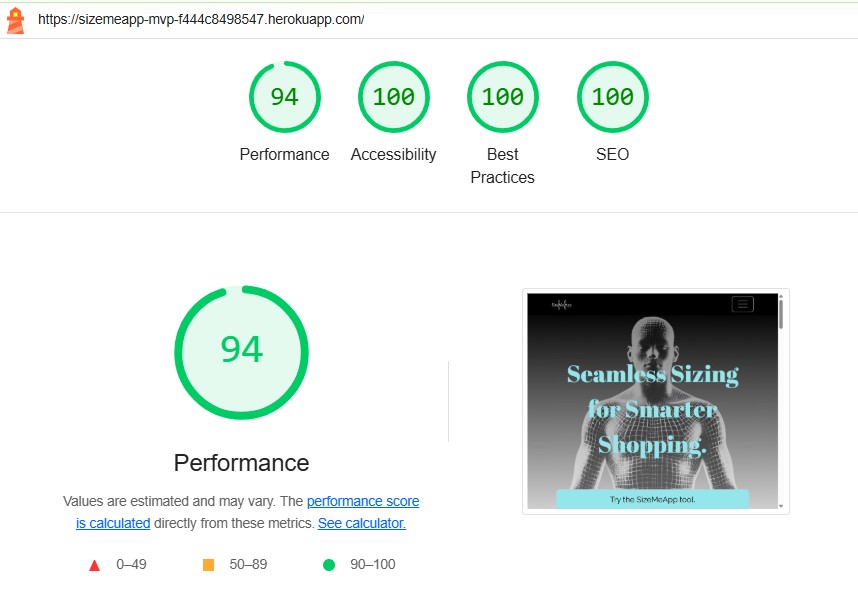 https://sizemeapp-mvp-f444c8498547.herokuapp.com/
94
100
100
100
Performance
Accessibility
Best
Practices
SEO
94
Performance
Values are estimated and may vary. The performance score
is calculated directly from these metrics. See calculator.
0–49
50–89
90–100
Seamless Sizing
for Smarter
Shopping.
Try the SizeMeApp tool.